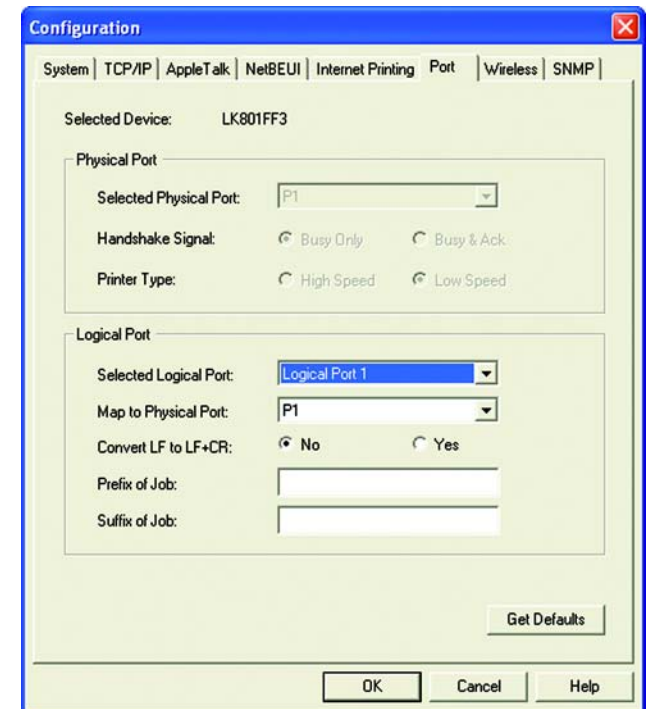 Configuration
System TCP/IP AppleTalk NetBEUI Internet Printing Port Wireless SNMP
Selected Device: LK801FF3
Physical Port
Selected Physical Port: P1
Handshake Signal: Busy Only Busy & Ack
Printer Type: High Speed Low Speed
Logical Port
Selected Logical Port: Logical Port 1
Map to Physical Port: P1
Convert LF to LF+CR: No Yes
Prefix of Job:
Suffix of Job:
Get Defaults
OK Cancel Help